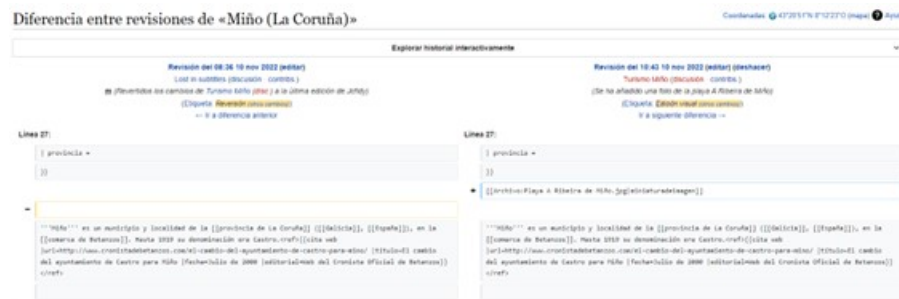 Diferencia entre revisiones de «Miño (La Coruña)»
Coordenadas: 43°20′51″N 8°12′23″O (mapa)
Explorar historial interactivamente
Revisión del 08:36 10 nov 2022 (editar)
Lost in subtitles (discusión · contribs.)
m (Revertidos los cambios de Turismo Miño (disc.) a la última edición de Jcfidy)
(Etiqueta: Reversión)
← Ir a diferencia anterior
Revisión del 10:43 10 nov 2022 (editar) (deshacer)
Turismo Miño (discusión · contribs.)
(Se ha añadido una foto de la playa A Ribeira de Miño)
(Etiqueta: Edición visual)
Ir a siguiente diferencia →
Línea 27:
Línea 27:
| provincia =
| provincia =
}}
}}
+ [[Archivo:Playa A Ribeira de Miño.jpg|miniaturadeimagen]]
−
'''Miño''' es un municipio y localidad de la [[provincia de La Coruña]] ([[Galicia]], [[España]]), en la
[[comarca de Betanzos]]. Hasta 1919 su denominación era Castro.<ref>{{cita web
|url=http://www.cronistadebetanzos.com/el-cambio-del-ayuntamiento-de-castro-para-mino/ |título=El cambio
del ayuntamiento de Castro para Miño |fecha=Julio de 2000 |editorial=Web del Cronista Oficial de Betanzos}}
</ref>
'''Miño''' es un municipio y localidad de la [[provincia de La Coruña]] ([[Galicia]], [[España]]), en la
[[comarca de Betanzos]]. Hasta 1919 su denominación era Castro.<ref>{{cita web
|url=http://www.cronistadebetanzos.com/el-cambio-del-ayuntamiento-de-castro-para-mino/ |título=El cambio
del ayuntamiento de Castro para Miño |fecha=Julio de 2000 |editorial=Web del Cronista Oficial de Betanzos}}
</ref>